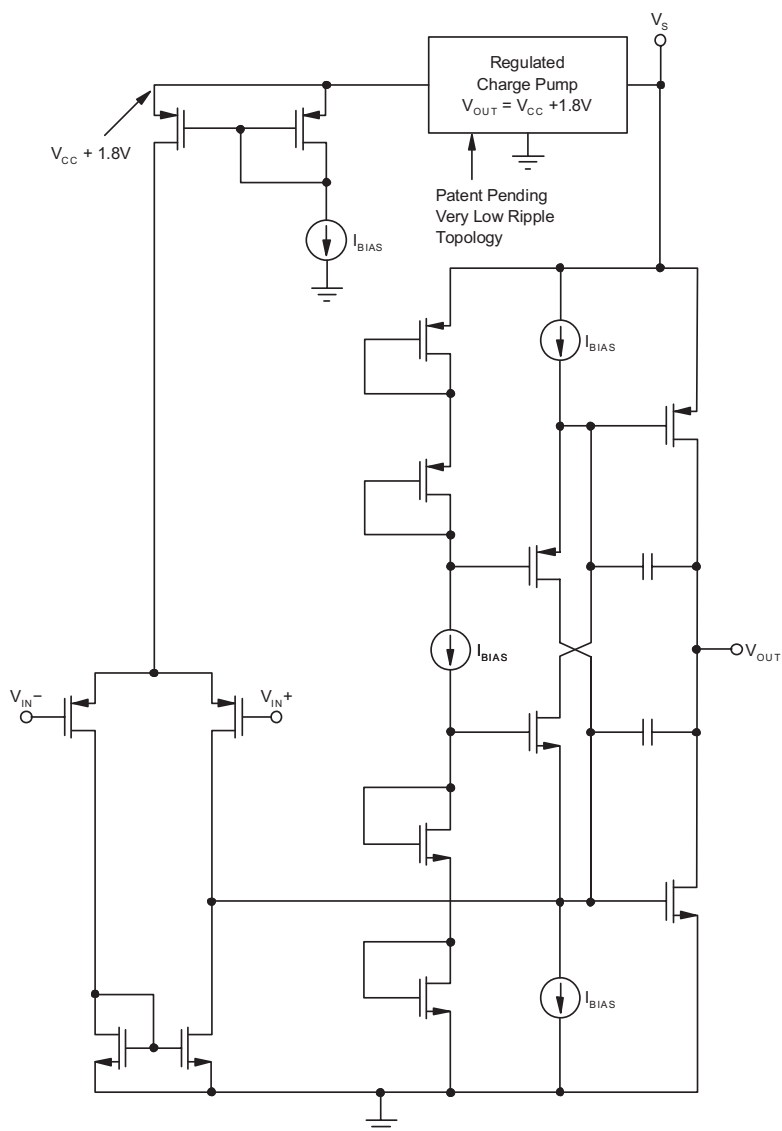 V_S
Regulated
Charge Pump
V_OUT = V_CC +1.8V
V_CC + 1.8V
Patent Pending
Very Low Ripple
Topology
I_BIAS
I_BIAS
I_BIAS
V_OUT
V_IN−
V_IN+
I_BIAS